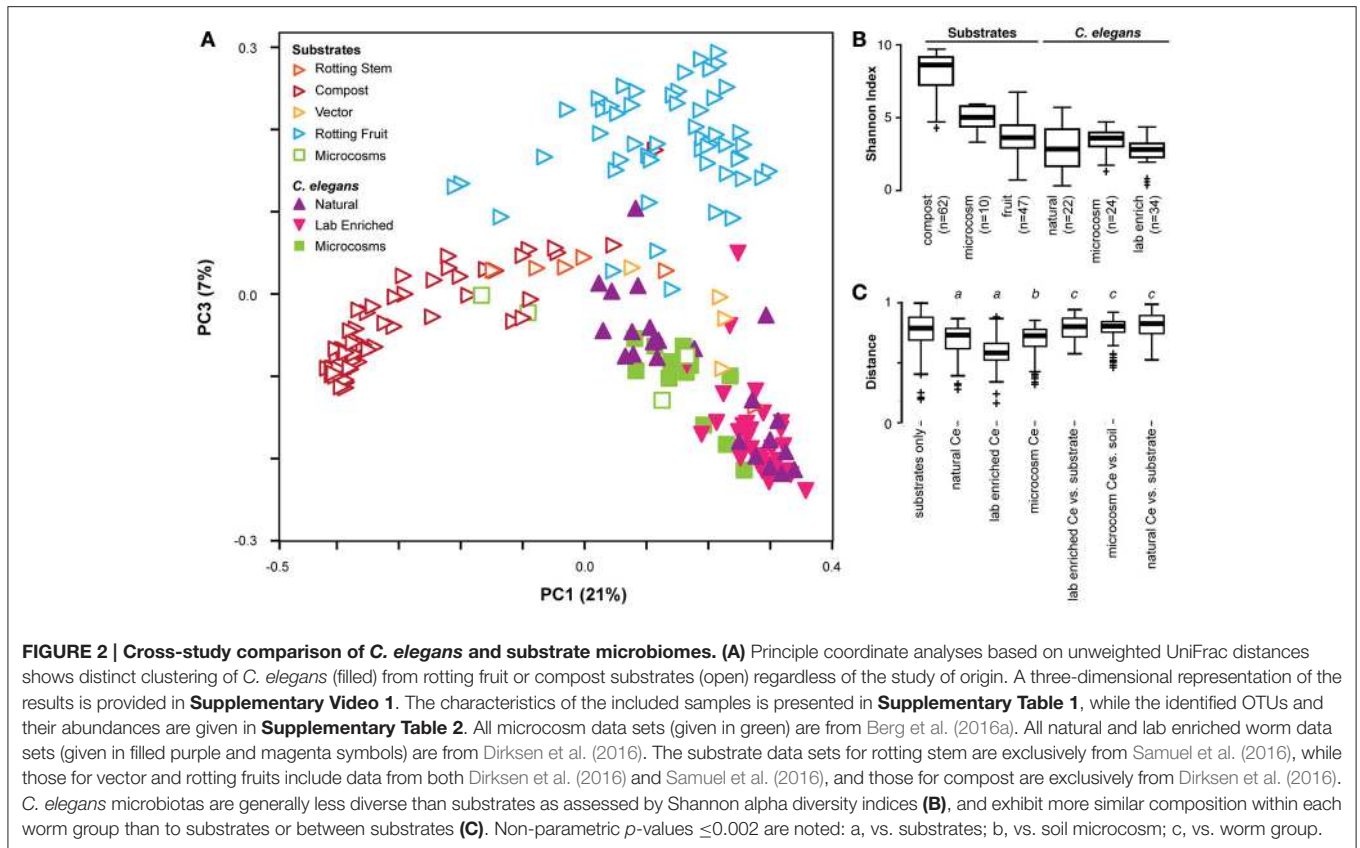 A
0.3
0.0
-0.3
PC3 (7%)
-0.5
0.0
0.4
PC1 (21%)
Substrates
Rotting Stem
Compost
Vector
Rotting Fruit
Microcosms
C. elegans
Natural
Lab Enriched
Microcosms
B
Substrates
C. elegans
10
5
0
Shannon Index
compost (n=62)
microcosm (n=10)
fruit (n=47)
natural (n=22)
microcosm (n=24)
lab enrich (n=34)
C
a
a
b
c
c
c
1
0
Distance
substrates only -
natural Ce -
lab enriched Ce -
microcosm Ce -
lab enriched Ce vs. substrate -
microcosm Ce vs. soil -
natural Ce vs. substrate -
FIGURE 2 | Cross-study comparison of C. elegans and substrate microbiomes. (A) Principle coordinate analyses based on unweighted UniFrac distances
shows distinct clustering of C. elegans (filled) from rotting fruit or compost substrates (open) regardless of the study of origin. A three-dimensional representation of the
results is provided in Supplementary Video 1. The characteristics of the included samples is presented in Supplementary Table 1, while the identified OTUs and
their abundances are given in Supplementary Table 2. All microcosm data sets (given in green) are from Berg et al. (2016a). All natural and lab enriched worm data
sets (given in filled purple and magenta symbols) are from Dirksen et al. (2016). The substrate data sets for rotting stem are exclusively from Samuel et al. (2016), while
those for vector and rotting fruits include data from both Dirksen et al. (2016) and Samuel et al. (2016), and those for compost are exclusively from Dirksen et al. (2016).
C. elegans microbiotas are generally less diverse than substrates as assessed by Shannon alpha diversity indices (B), and exhibit more similar composition within each
worm group than to substrates or between substrates (C). Non-parametric p-values ≤0.002 are noted: a, vs. substrates; b, vs. soil microcosm; c, vs. worm group.